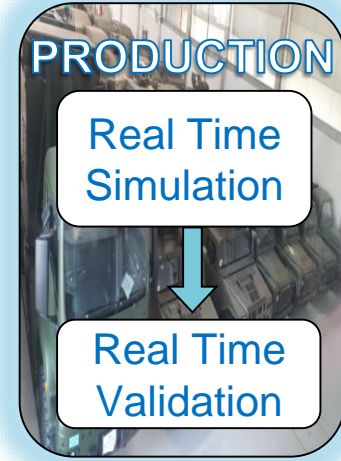 PRODUCTION
Real Time
Simulation
Real Time
Validation